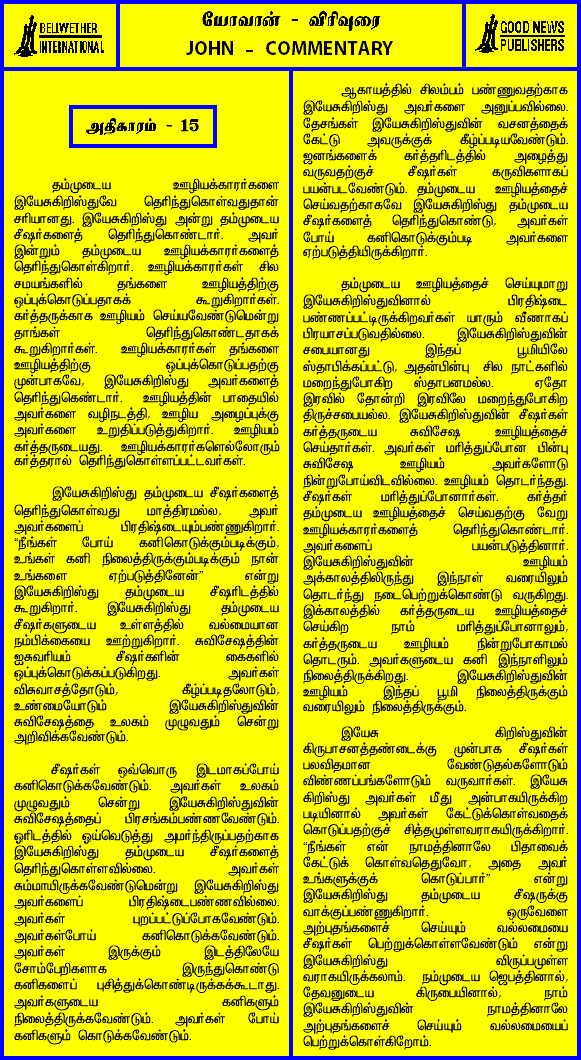 BELWETHER
INTERNATIONAL
யோவான் - விரிவுரை
JOHN - COMMENTARY
GOOD NEWS
PUBLISHERS
அதிகாரம் - 15
தம்முடைய ஊழியக்காரர்களை
இயேசுகிறிஸ்துவே தெரிந்துகொள்வதுதான்
சரியானது. இயேசுகிறிஸ்து அன்று தம்முடைய
சீஷர்களைத் தெரிந்துகொண்டார். அவர்
இன்றும் தம்முடைய ஊழியக்காரர்களைத்
தெரிந்துகொள்கிறார். ஊழியக்காரர்கள் சில
சமயங்களில் தங்களை ஊழியத்திற்கு
ஒப்புக்கொடுப்பதாகக் கூறுகிறார்கள்.
கர்த்தருக்காக ஊழியம் செய்யவேண்டுமென்று
தாங்கள் தெரிந்துகொண்டதாகக்
கூறுகிறார்கள். ஊழியக்காரர்கள் தங்களை
ஊழியத்திற்கு ஒப்புக்கொடுப்பதற்கு
முன்பாகவே, இயேசுகிறிஸ்து அவர்களைத்
தெரிந்துகெண்டார். ஊழியத்தின் பாதையில்
அவர்களை வழிநடத்தி, ஊழிய அழைப்புக்கு
அவர்களை உறுதிப்படுத்துகிறார். ஊழியம்
கர்த்தருடையது. ஊழியக்காரர்களெல்லோரும்
கர்த்தரால் தெரிந்துகொள்ளப்பட்டவர்கள்.
இயேசுகிறிஸ்து தம்முடைய சீஷர்களைத்
தெரிந்துகொள்வது மாத்திரமல்ல, அவர்
அவர்களைப் பிரதிஷ்டையும்பண்ணுகிறார்.
“நீங்கள் போய் கனிகொடுக்கும்படிக்கும்,
உங்கள் கனி நிலைத்திருக்கும்படிக்கும் நான்
உங்களை ஏற்படுத்தினேன்” என்று
இயேசுகிறிஸ்து தம்முடைய சீஷரிடத்தில்
கூறுகிறார். இயேசுகிறிஸ்து தம்முடைய
சீஷர்களுடைய உள்ளத்தில் வல்மையான
நம்பிக்கையை ஊற்றுகிறார். சுவிசேஷத்தின்
ஐசுவரியம் சீஷர்களின் கைகளில்
ஒப்புக்கொடுக்கப்படுகிறது. அவர்கள்
விசுவாசத்தோடும், கீழ்ப்படிதலோடும்,
உண்மையோடும் இயேசுகிறிஸ்துவின்
சுவிசேஷத்தை உலகம் முழுவதும் சென்று
அறிவிக்கவேண்டும்.
சீஷர்கள் ஒவ்வொரு இடமாகப்போய்
கனிகொடுக்கவேண்டும். அவர்கள் உலகம்
முழுவதும் சென்று இயேசுகிறிஸ்துவின்
சுவிசேஷத்தைப் பிரசங்கம்பண்ணவேண்டும்.
ஓரிடத்தில் ஓய்வெடுத்து அமர்ந்திருப்பதற்காக
இயேசுகிறிஸ்து தம்முடைய சீஷர்களைத்
தெரிந்துகொள்ளவில்லை. அவர்கள்
சும்மாயிருக்கவேண்டுமென்று இயேசுகிறிஸ்து
அவர்களைப் பிரதிஷ்டைபண்ணவில்லை.
அவர்கள் புறப்பட்டுப்போகவேண்டும்.
அவர்கள்போய் கனிகொடுக்கவேண்டும்.
அவர்கள் இருக்கும் இடத்திலேயே
சோம்பேறிகளாக இருந்துகொண்டு
கனிகளைப் புசித்துக்கொண்டிருக்கக்கூடாது.
அவர்களுடைய கனிகளும்
நிலைத்திருக்கவேண்டும். அவர்கள் போய்
கனிகளும் கொடுக்கவேண்டும்.
ஆகாயத்தில் சிலம்பம் பண்ணுவதற்காக
இயேசுகிறிஸ்து அவர்களை அனுப்பவில்லை.
தேசங்கள் இயேசுகிறிஸ்துவின் வசனத்தைக்
கேட்டு அவருக்குக் கீழ்ப்படியவேண்டும்.
ஜனங்களைக் கர்த்தரிடத்தில் அழைத்து
வருவதற்குச் சீஷர்கள் கருவிகளாகப்
பயன்படவேண்டும். தம்முடைய ஊழியத்தைச்
செய்வதற்காகவே இயேசுகிறிஸ்து தம்முடைய
சீஷர்களைத் தெரிந்துகொண்டு, அவர்கள்
போய் கனிகொடுக்கும்படி அவர்களை
ஏற்படுத்தியிருக்கிறார்.
தம்முடைய ஊழியத்தைச் செய்யுமாறு
இயேசுகிறிஸ்துவினால் பிரதிஷ்டை
பண்ணப்பட்டிருக்கிறவர்கள் யாரும் வீணாகப்
பிரயாசப்படுவதில்லை. இயேசுகிறிஸ்துவின்
சபையானது இந்தப் பூமியிலே
ஸ்தாபிக்கப்பட்டு, அதன்பின்பு சில நாட்களில்
மறைந்துபோகிற ஸ்தாபனமல்ல. ஏதோ
இரவில் தோன்றி இரவிலே மறைந்துபோகிற
திருச்சபையல்ல. இயேசுகிறிஸ்துவின் சீஷர்கள்
கர்த்தருடைய சுவிசேஷ ஊழியத்தைச்
செய்தார்கள். அவர்கள் மரித்துப்போன பின்பு
சுவிசேஷ ஊழியம் அவர்களோடு
நின்றுபோய்விடவில்லை. ஊழியம் தொடர்ந்தது.
சீஷர்கள் மரித்துப்போனார்கள். கர்த்தர்
தம்முடைய ஊழியத்தைச் செய்வதற்கு வேறு
ஊழியக்காரர்களைத் தெரிந்துகொண்டார்.
அவர்களைப் பயன்படுத்தினார்.
இயேசுகிறிஸ்துவின் ஊழியம்
அக்காலத்திலிருந்து இந்நாள் வரையிலும்
தொடர்ந்து நடைபெற்றுக்கொண்டு வருகிறது.
இக்காலத்தில் கர்த்தருடைய ஊழியத்தைச்
செய்கிற நாம் மரித்துப்போனாலும்,
கர்த்தருடைய ஊழியம் நின்றுபோகாமல்
தொடரும். அவர்களுடைய கனி இந்நாளிலும்
நிலைத்திருக்கிறது. இயேசுகிறிஸ்துவின்
ஊழியம் இந்தப் பூமி நிலைத்திருக்கும்
வரையிலும் நிலைத்திருக்கும்.
இயேசு கிறிஸ்துவின்
கிருபாசனத்தண்டைக்கு முன்பாக சீஷர்கள்
பலவிதமான வேண்டுதல்களோடும்
விண்ணப்பங்களோடும் வருவார்கள். இயேசு
கிறிஸ்து அவர்கள் மீது அன்பாகயிருக்கிற
படியினால் அவர்கள் கேட்டுக்கொள்வதைக்
கொடுப்பதற்குச் சித்தமுள்ளவராகயிருக்கிறார்.
“நீங்கள் என் நாமத்தினாலே பிதாவைக்
கேட்டுக் கொள்வதெதுவோ, அதை அவர்
உங்களுக்குக் கொடுப்பார்” என்று
இயேசுகிறிஸ்து தம்முடைய சீஷருக்கு
வாக்குப்பண்ணுகிறார். ஒருவேளை
அற்புதங்களைச் செய்யும் வல்லமையை
சீஷர்கள் பெற்றுக்கொள்ளவேண்டும் என்று
இயேசுகிறிஸ்து விருப்பமுள்ள
வராகயிருக்கலாம். நம்முடைய ஜெபத்தினால்,
தேவனுடைய கிருபையினால், நாம்
இயேசுகிறிஸ்துவின் நாமத்தினாலே
அற்புதங்களைச் செய்யும் வல்லமையைப்
பெற்றுக்கொள்கிறோம்.